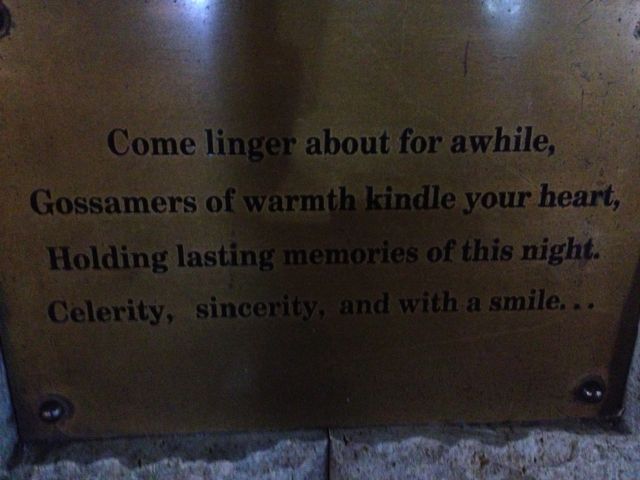 Come linger about for awhile,
Gossamers of warmth kindle your heart,
Holding lasting memories of this night.
Celerity, sincerity, and with a smile...